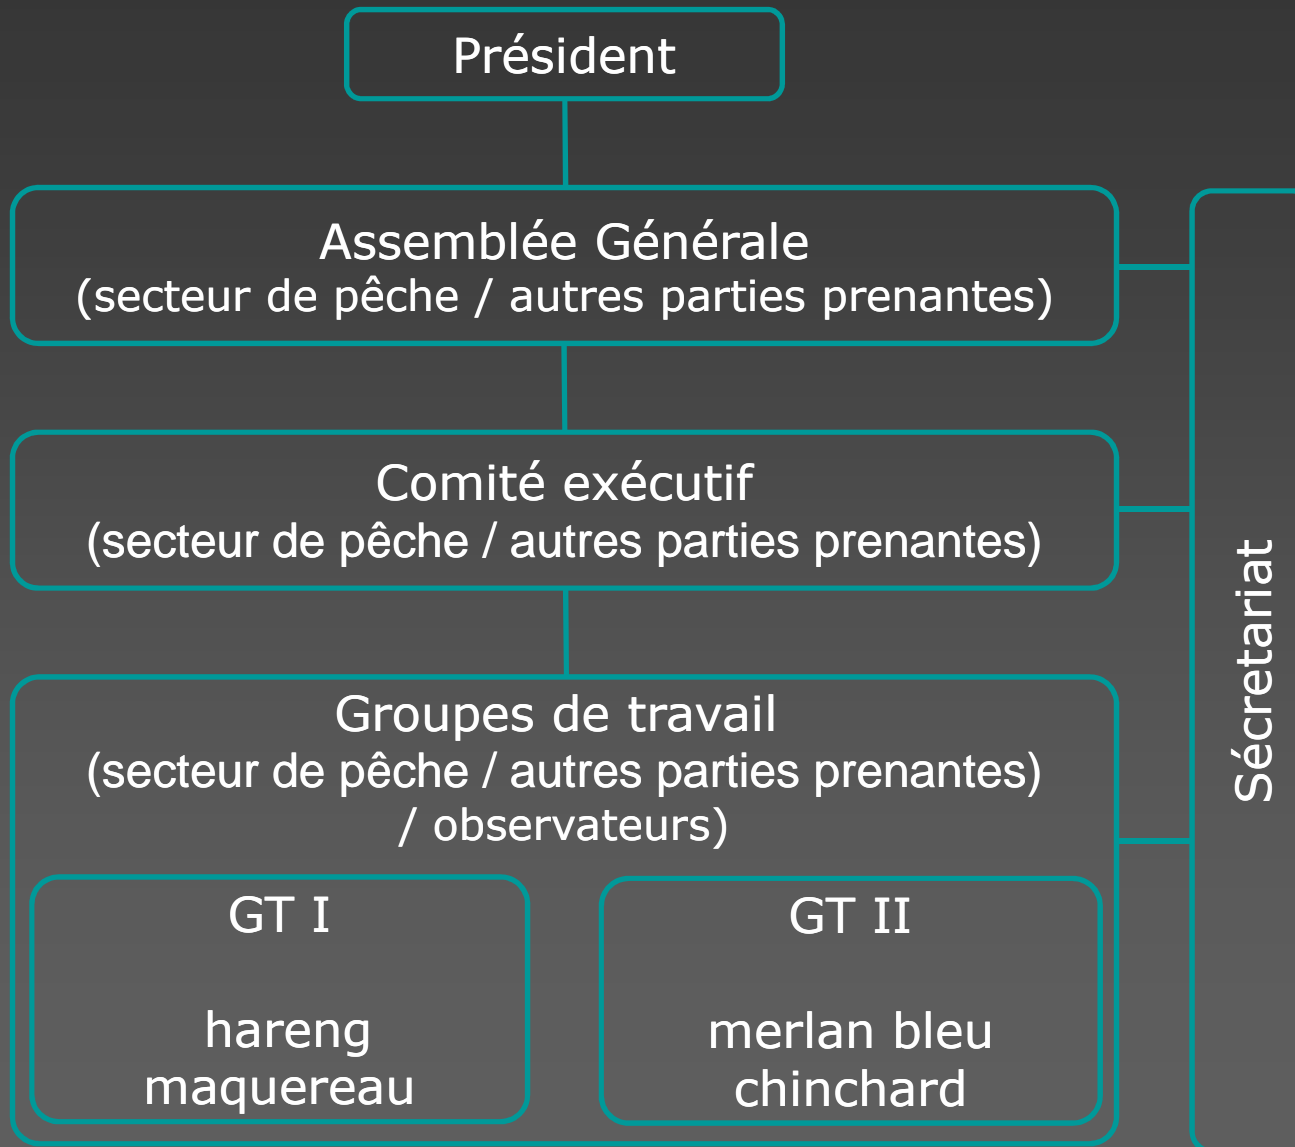 Président
Assemblée Générale
(secteur de pêche / autres parties prenantes)
Comité exécutif
(secteur de pêche / autres parties prenantes)
Groupes de travail
(secteur de pêche / autres parties prenantes)
/ observateurs)
GT I
hareng
maquereau
GT II
merlan bleu
chinchard
Sécretariat